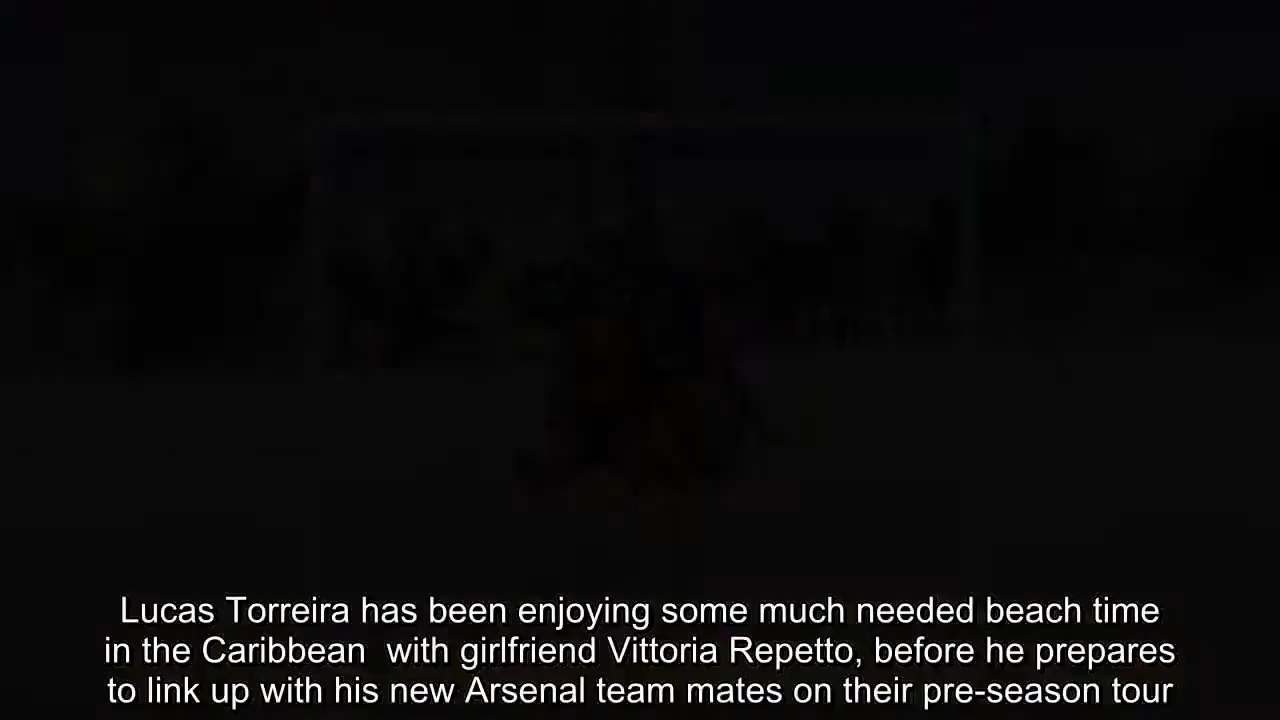 Lucas Torreira has been enjoying some much needed beach time
in the Caribbean  with girlfriend Vittoria Repetto, before he prepares
to link up with his new Arsenal team mates on their pre-season tour